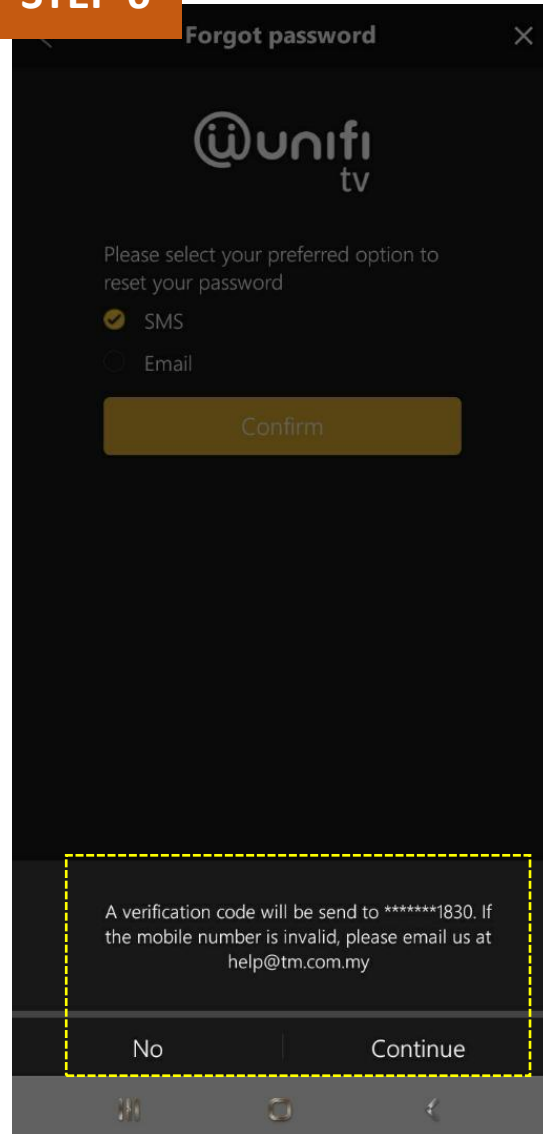 STEP 6
Forgot password
unifi
tv
Please select your preferred option to
reset your password
SMS
Email
Confirm
A verification code will be send to *******1830. If
the mobile number is invalid, please email us at
help@tm.com.my
No
Continue